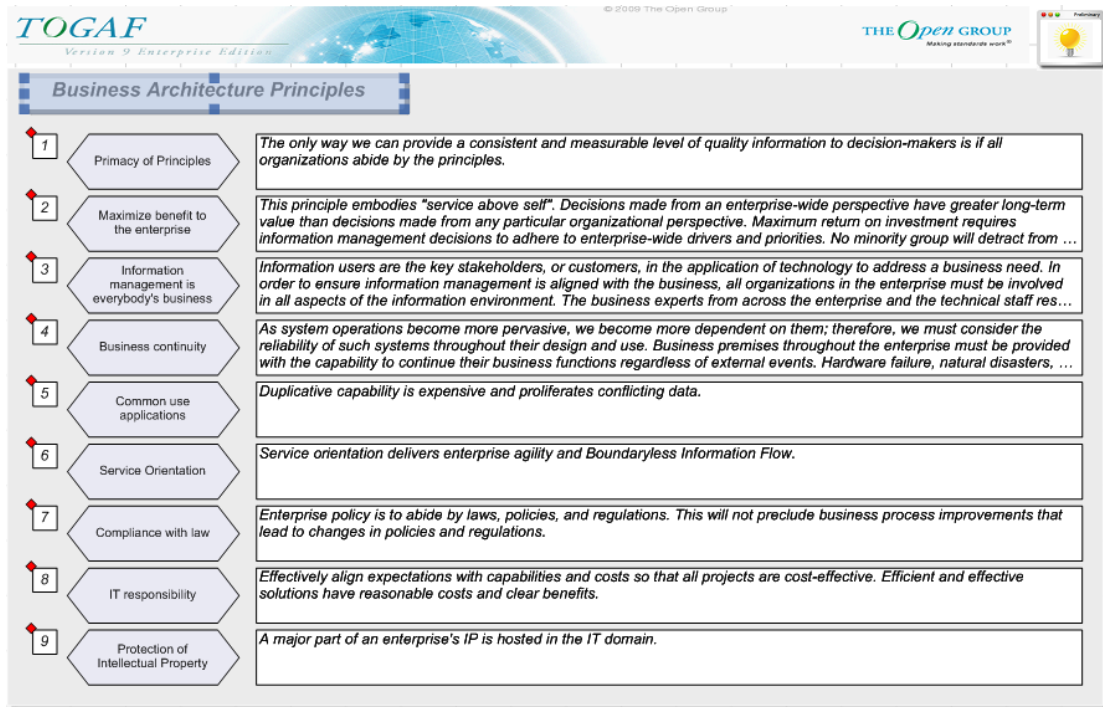 © 2009 The Open Group
TOGAF
Version 9 Enterprise Edition
THE Open GROUP
Making standards work®
Preliminary
Business Architecture Principles
1
Primacy of Principles
The only way we can provide a consistent and measurable level of quality information to decision-makers is if all
organizations abide by the principles.
2
Maximize benefit to
the enterprise
This principle embodies "service above self". Decisions made from an enterprise-wide perspective have greater long-term
value than decisions made from any particular organizational perspective. Maximum return on investment requires
information management decisions to adhere to enterprise-wide drivers and priorities. No minority group will detract from ...
3
Information
management is
everybody's business
Information users are the key stakeholders, or customers, in the application of technology to address a business need. In
order to ensure information management is aligned with the business, all organizations in the enterprise must be involved
in all aspects of the information environment. The business experts from across the enterprise and the technical staff res...
4
Business continuity
As system operations become more pervasive, we become more dependent on them; therefore, we must consider the
reliability of such systems throughout their design and use. Business premises throughout the enterprise must be provided
with the capability to continue their business functions regardless of external events. Hardware failure, natural disasters, ...
5
Common use
applications
Duplicative capability is expensive and proliferates conflicting data.
6
Service Orientation
Service orientation delivers enterprise agility and Boundaryless Information Flow.
7
Compliance with law
Enterprise policy is to abide by laws, policies, and regulations. This will not preclude business process improvements that
lead to changes in policies and regulations.
8
IT responsibility
Effectively align expectations with capabilities and costs so that all projects are cost-effective. Efficient and effective
solutions have reasonable costs and clear benefits.
9
Protection of
Intellectual Property
A major part of an enterprise's IP is hosted in the IT domain.